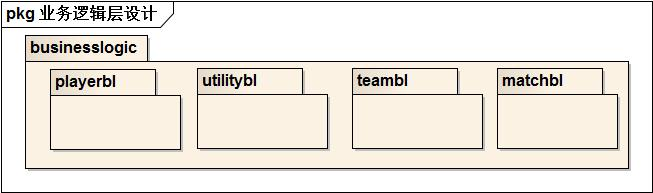 pkg 业务逻辑层设计
businesslogic
playerbl
utilitybl
teambl
matchbl